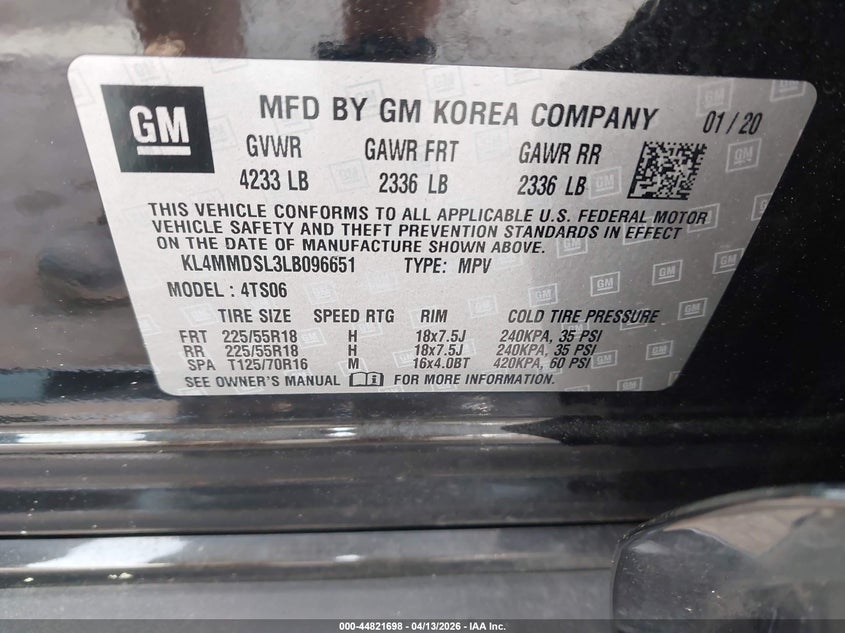 GM
MFD BY GM KOREA COMPANY 01/20
GVWR GAWR FRT GAWR RR
4233 LB 2336 LB 2336 LB
THIS VEHICLE CONFORMS TO ALL APPLICABLE U.S. FEDERAL MOTOR
VEHICLE SAFETY AND THEFT PREVENTION STANDARDS IN EFFECT
ON THE DATE OF MANUFACTURE SHOWN ABOVE.
KL4MMDSL3LB096651 TYPE: MPV
MODEL : 4TS06
TIRE SIZE SPEED RTG RIM COLD TIRE PRESSURE
FRT 225/55R18 H 18x7.5J 240KPA, 35 PSI
RR 225/55R18 H 18x7.5J 240KPA, 35 PSI
SPA T125/70R16 M 16x4.0BT 420KPA, 60 PSI
SEE OWNER'S MANUAL FOR MORE INFORMATION.
000-44821698 - 04/13/2026 - IAA Inc.